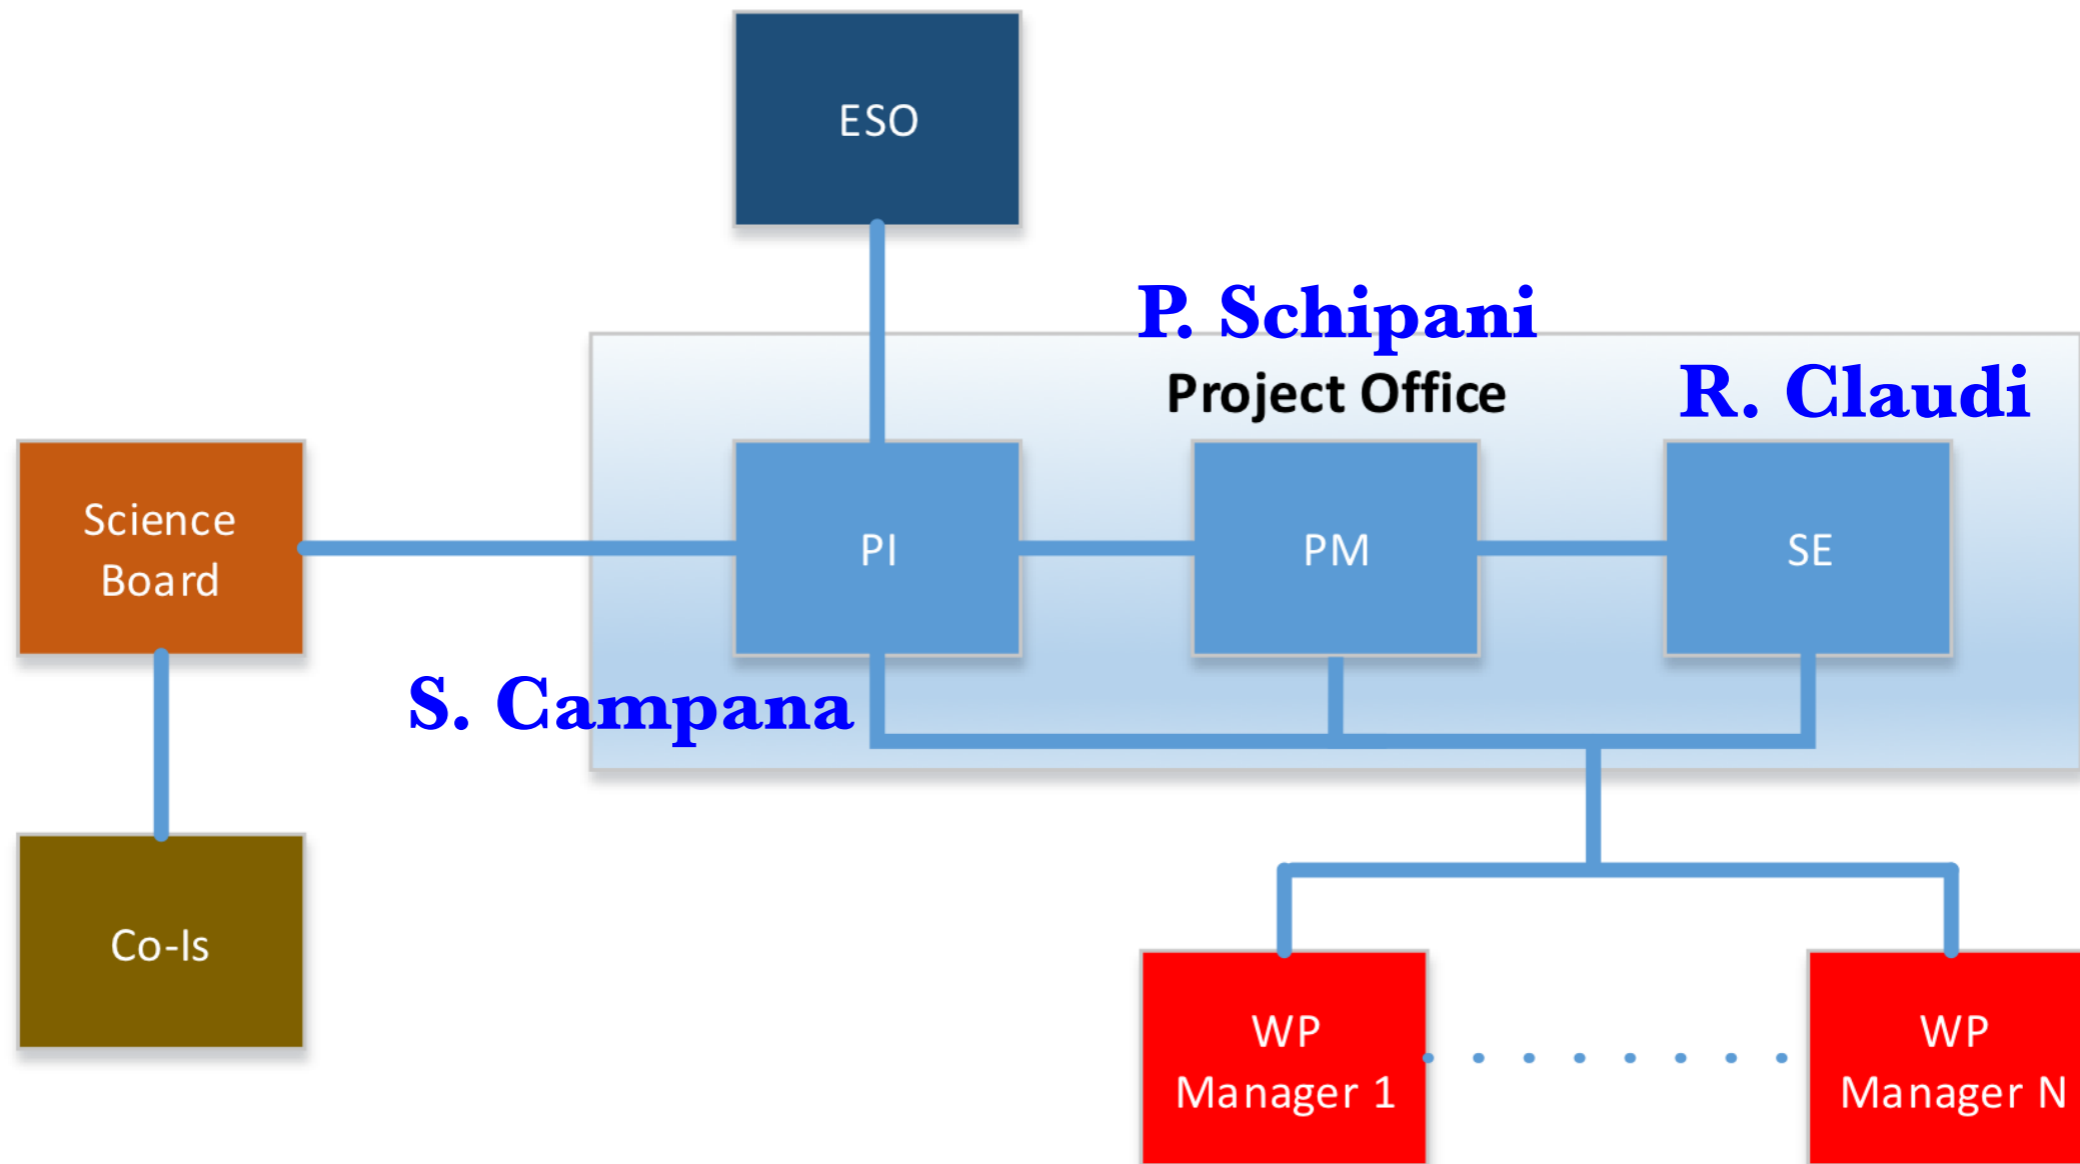 ESO
P. Schipani
Project Office
R. Claudi
Science
Board
PI
PM
SE
S. Campana
Co-Is
WP
Manager 1
WP
Manager N